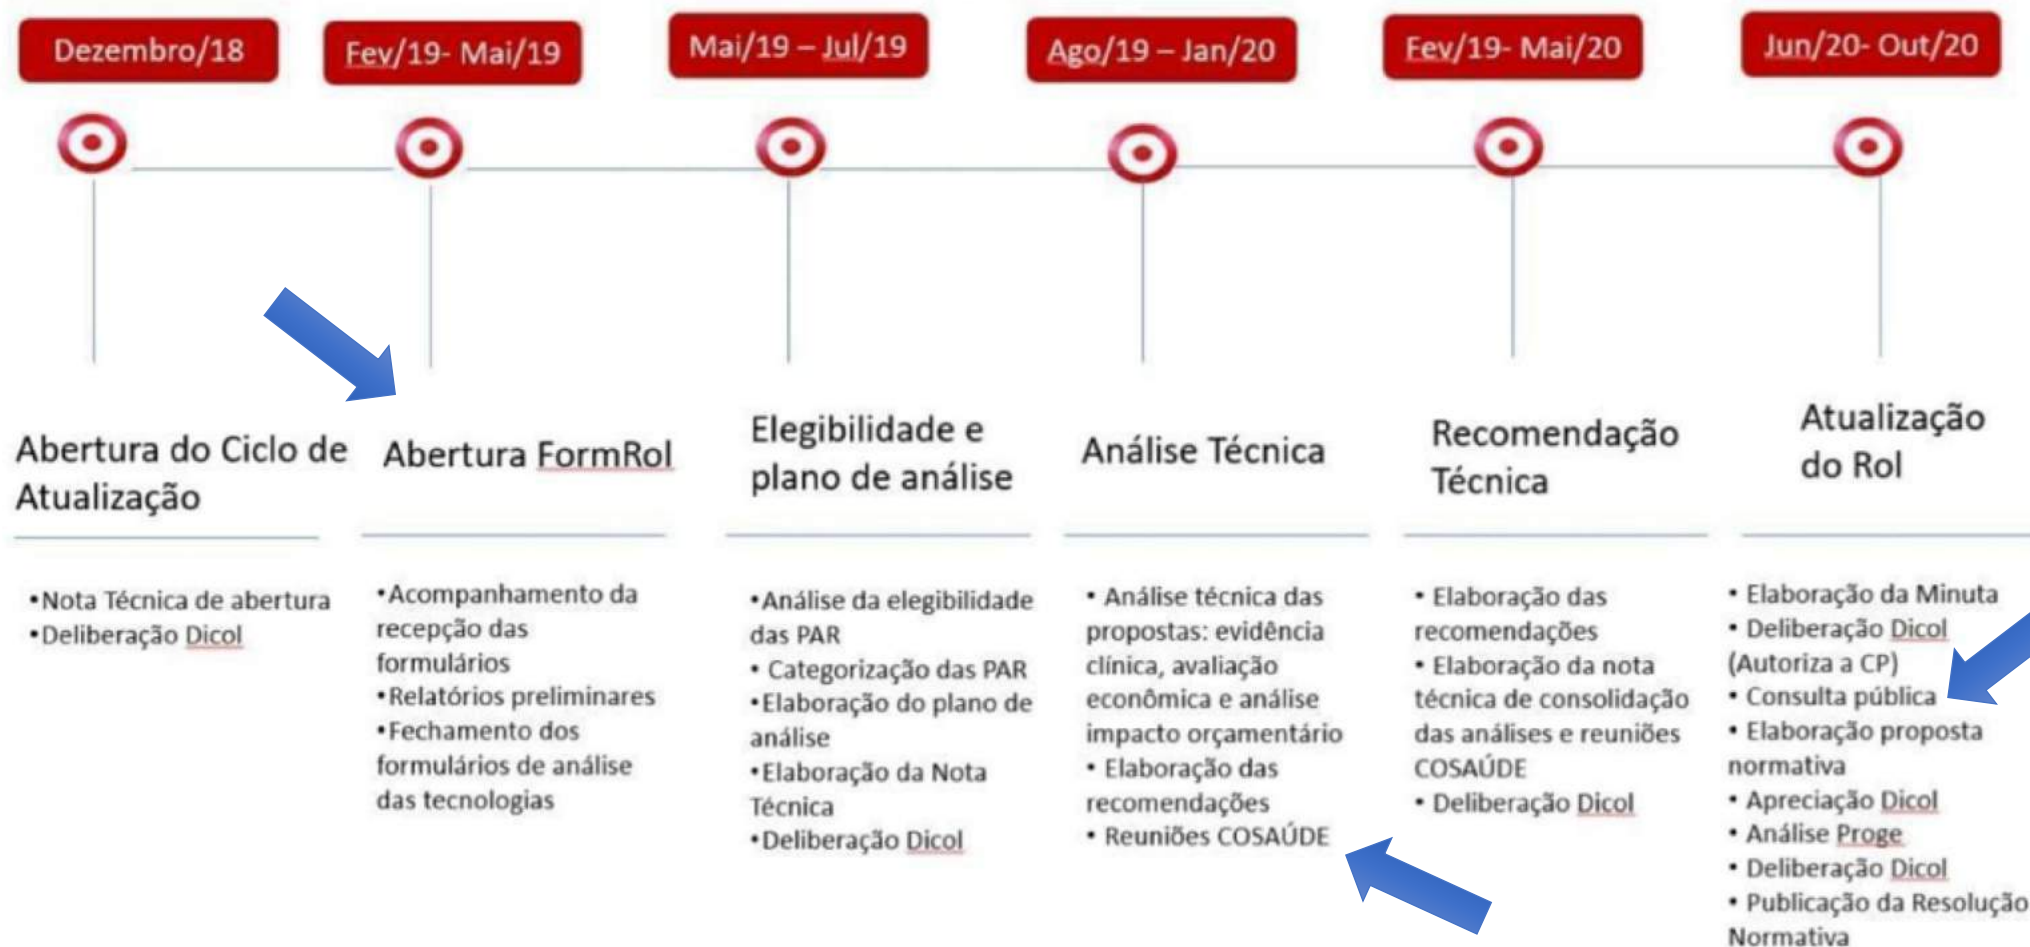 Dezembro/18
Fev/19- Mai/19
Mai/19 – Jul/19
Ago/19 – Jan/20
Fev/19- Mai/20
Jun/20- Out/20
Abertura do Ciclo de
Atualização
•Nota Técnica de abertura
•Deliberação Dicol
Abertura FormRol
•Acompanhamento da
recepção das
formulários
•Relatórios preliminares
•Fechamento dos
formulários de análise
das tecnologias
Elegibilidade e
plano de análise
•Análise da elegibilidade
das PAR
• Categorização das PAR
•Elaboração do plano de
análise
•Elaboração da Nota
Técnica
•Deliberação Dicol
Análise Técnica
• Análise técnica das
propostas: evidência
clínica, avaliação
econômica e análise
impacto orçamentário
• Elaboração das
recomendações
• Reuniões COSAÚDE
Recomendação
Técnica
• Elaboração das
recomendações
• Elaboração da nota
técnica de consolidação
das análises e reuniões
COSAÚDE
• Deliberação Dicol
Atualização
do Rol
• Elaboração da Minuta
• Deliberação Dicol
(Autoriza a CP)
• Consulta pública
• Elaboração proposta
normativa
• Apreciação Dicol
• Análise Proge
• Deliberação Dicol
• Publicação da Resolução
Normativa